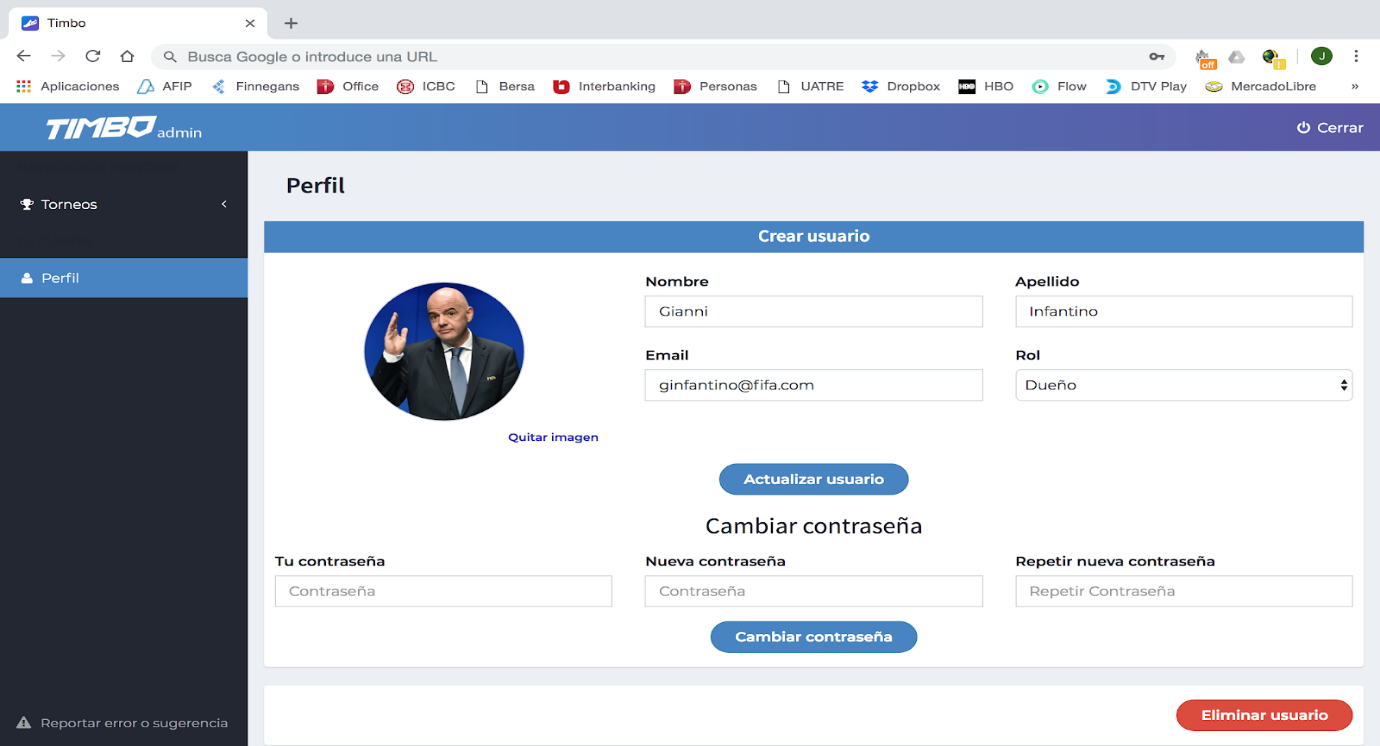 Timbo
Busca Google o introduce una URL
off
J
Aplicaciones AFIP Finnegans Office ICBC Bersa Interbanking Personas UATRE Dropbox HBO Flow DTV Play MercadoLibre »
TIMBO admin
Cerrar
Perfil
Torneos
Perfil
Crear usuario
Nombre
Apellido
Gianni
Infantino
Email
Rol
ginfantino@fifa.com
Dueño
Quitar imagen
Actualizar usuario
Cambiar contraseña
Tu contraseña
Nueva contraseña
Repetir nueva contraseña
Contraseña
Contraseña
Repetir Contraseña
Cambiar contraseña
Reportar error o sugerencia
Eliminar usuario